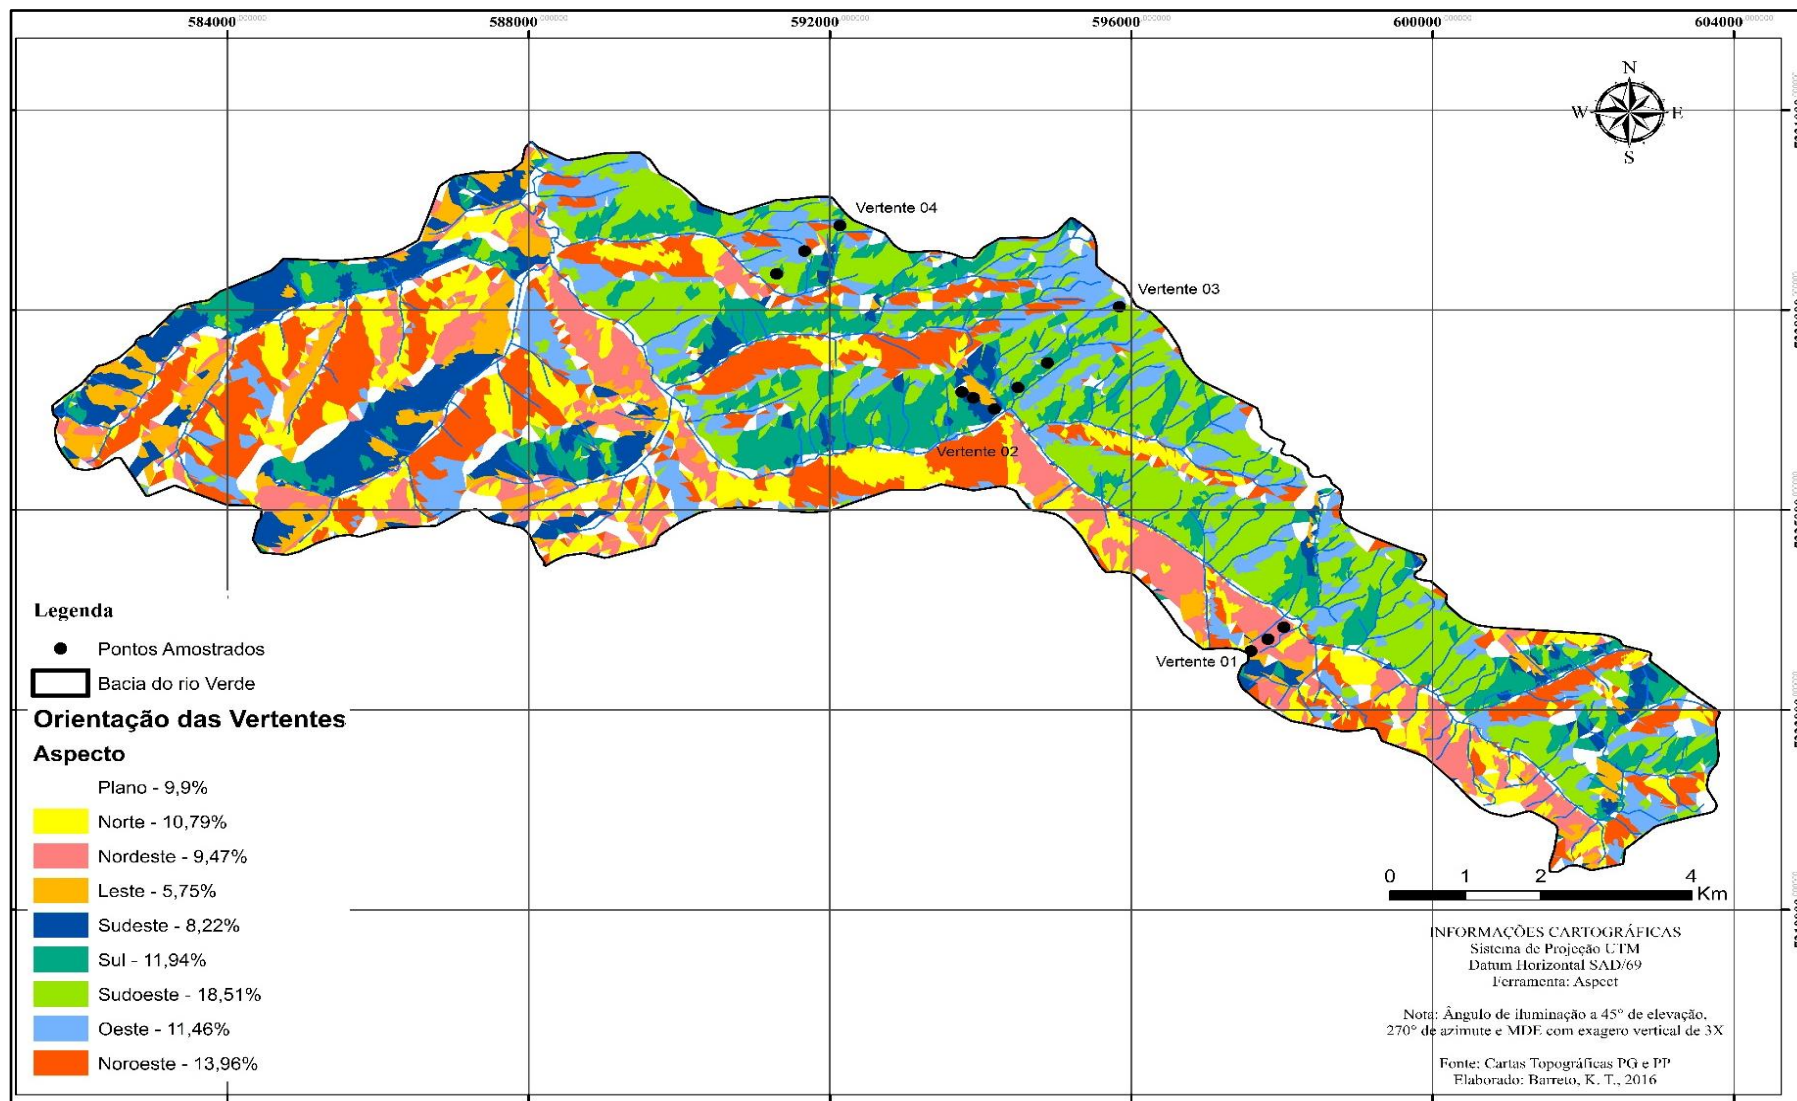 584000 588000 592000 596000 600000 604000
N
W E
S
Vertente 04
Vertente 03
Vertente 02
Vertente 01
Legenda
Pontos Amostrados
Bacia do rio Verde
Orientação das Vertentes
Aspecto
Plano - 9,9%
Norte - 10,79%
Nordeste - 9,47%
Leste - 5,75%
Sudeste - 8,22%
Sul - 11,94%
Sudoeste - 18,51%
Oeste - 11,46%
Noroeste - 13,96%
0 1 2 4
Km
INFORMAÇÕES CARTOGRÁFICAS
Sistema de Projeção UTM
Datum Horizontal SAD/69
Ferramenta: Aspect
Nota: Ângulo de iluminação a 45° de elevação,
270° de azimute e MDE com exagero vertical de 3X
Fonte: Cartas Topográficas PG e PP
Elaborado: Barreto, K. T., 2016